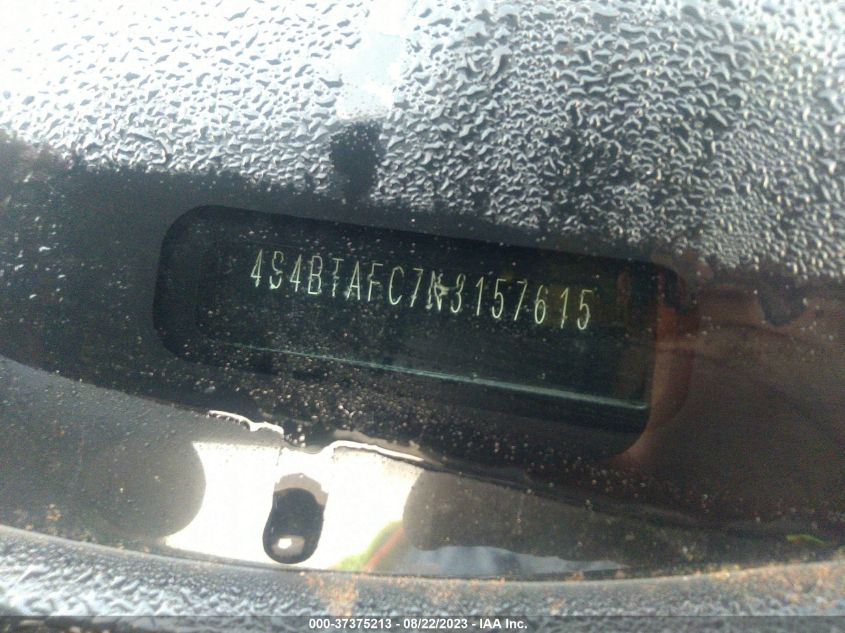 4S4BTAFC7N3157615
000-37375213 - 08/22/2023 - IAA Inc.